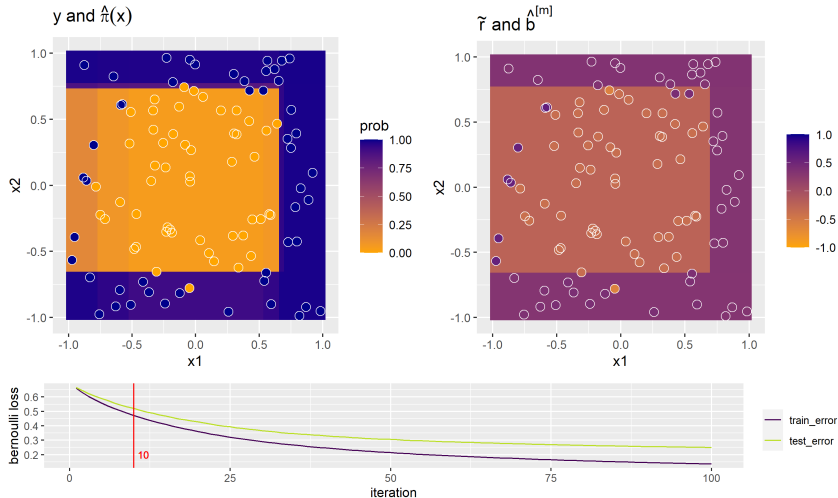 y and π̂(x)
1.0
0.5
0.0
-0.5
-1.0
x2
-1.0 -0.5 0.0 0.5 1.0
x1
prob
1.00
0.75
0.50
0.25
0.00
r̃ and b̂^[m]
1.0
0.5
0.0
-0.5
-1.0
x2
-1.0 -0.5 0.0 0.5 1.0
x1
1.0
0.5
0.0
-0.5
-1.0
bernoulli loss
0.6
0.5
0.4
0.3
0.2
10
0 25 50 75 100
iteration
train_error
test_error